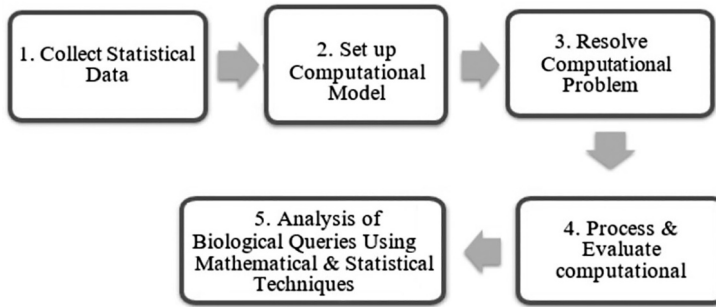 1. Collect Statistical
Data
2. Set up
Computational
Model
3. Resolve
Computational
Problem
4. Process &
Evaluate
computational
5. Analysis of
Biological Queries Using
Mathematical & Statistical
Techniques